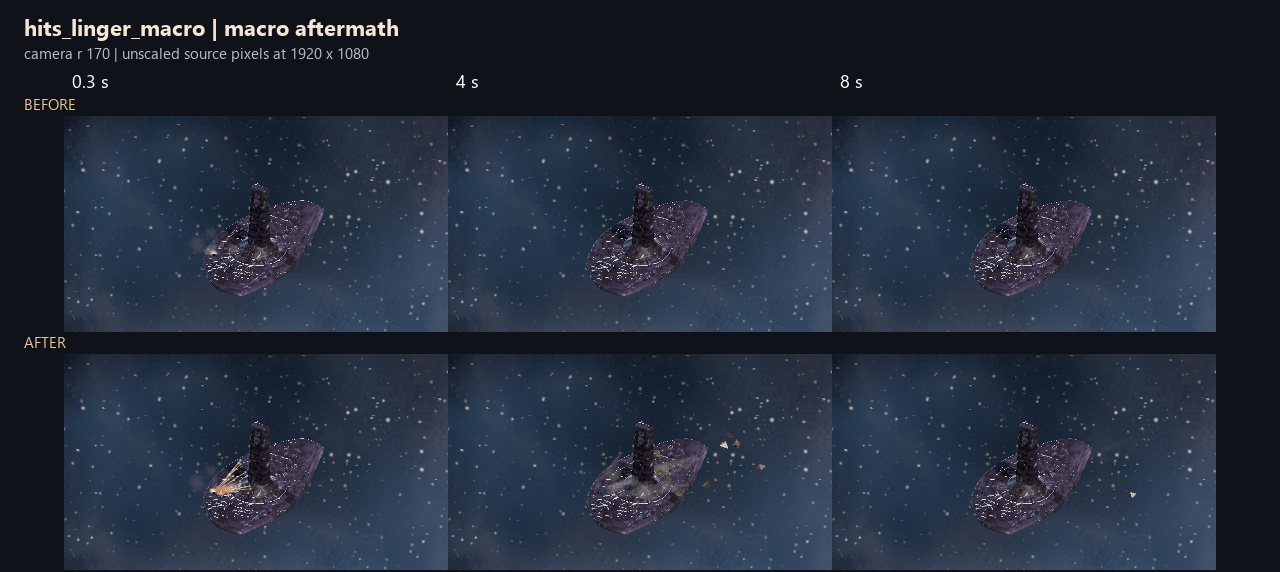 hits_linger_macro | macro aftermath
camera r 170 | unscaled source pixels at 1920 x 1080
0.3 s
4 s
8 s
BEFORE
AFTER